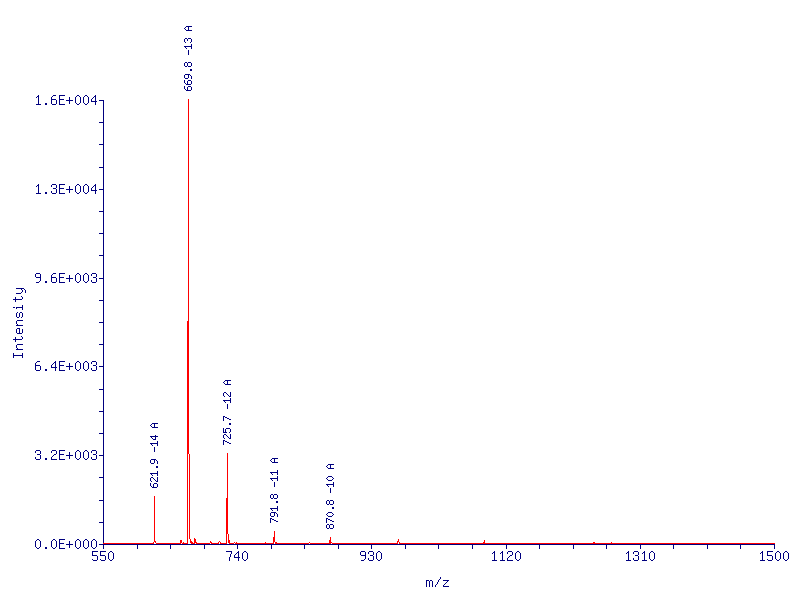 669.8 -13 A
1.6E+004
1.3E+004
9.6E+003
Intensity
6.4E+003
725.7 -12 A
621.9 -14 A
3.2E+003
791.8 -11 A
870.8 -10 A
0.0E+000
550 740 930 1120 1310 1500
m/z